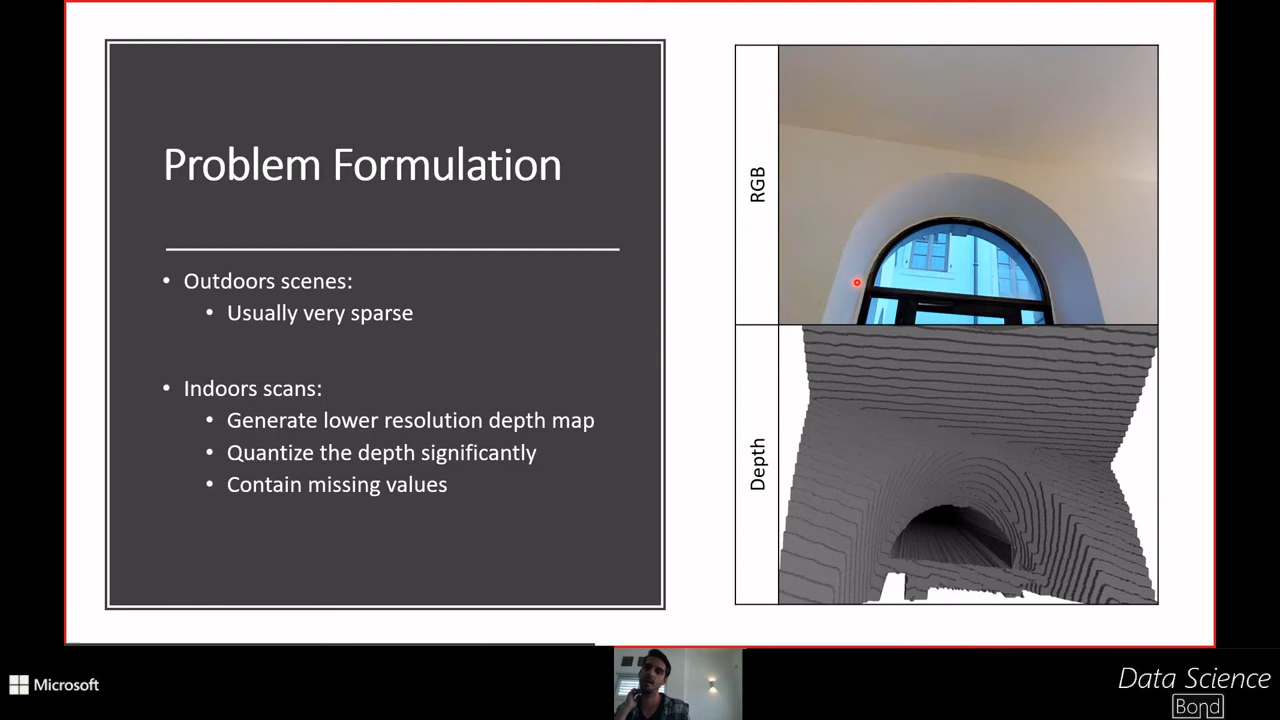 Problem Formulation
• Outdoors scenes:
• Usually very sparse
• Indoors scans:
• Generate lower resolution depth map
• Quantize the depth significantly
• Contain missing values
RGB
Depth
Microsoft
Data Science
Bond